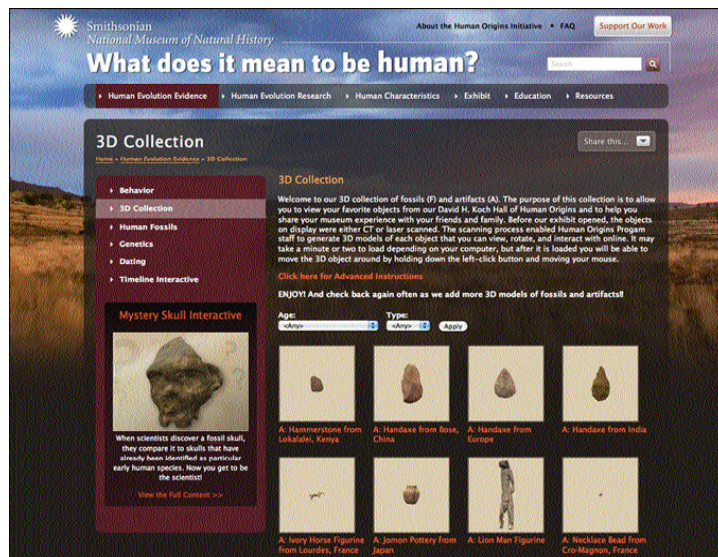 Smithsonian
National Museum of Natural History
About the Human Origins Initiative • FAQ
Support Our Work
What does it mean to be human?
Search
Human Evolution Evidence
Human Evolution Research
Human Characteristics
Exhibit
Education
Resources
3D Collection
Share this...
Home » Human Evolution Evidence » 3D Collection
Behavior
3D Collection
Human Fossils
Genetics
Dating
Timeline Interactive
Mystery Skull Interactive
When scientists discover a fossil skull,
they compare it to skulls that have
already been identified as particular
early human species. Now you get to be
the scientist!
View the Full Content >>
3D Collection
Welcome to our 3D collection of fossils (F) and artifacts (A). The purpose of this collection is to allow
you to view your favorite objects from our David H. Koch Hall of Human Origins and to help you
share your museum experience with your friends and family. Before our exhibit opened, the objects
on display were either CT or laser scanned. The scanning process enabled Human Origins Progam
staff to generate 3D models of each object that you can view, rotate, and interact with online. It may
take a minute or two to load depending on your computer, but after it is loaded you will be able to
move the 3D object around by holding down the left-click button and moving your mouse.
Click here for Advanced Instructions
ENJOY! And check back again often as we add more 3D models of fossils and artifacts!!
Age:
<Any>
Type:
<Any>
Apply
A: Hammerstone from
Lokalalei, Kenya
A: Handaxe from Bose,
China
A: Handaxe from
Europe
A: Handaxe from India
A: Ivory Horse Figurine
from Lourdes, France
A: Jomon Pottery from
Japan
A: Lion Man Figurine
A: Necklace Bead from
Cro-Magnon, France